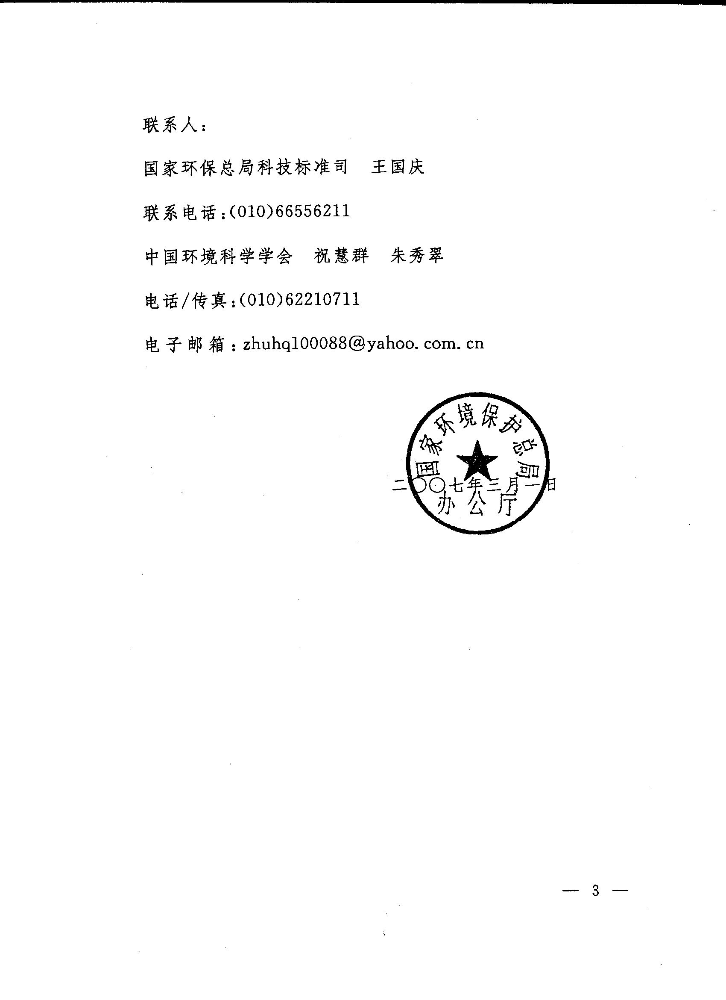 联系人：
国家环保总局科技标准司 王国庆
联系电话：(010)66556211
中国环境科学学会 祝慧群 朱秀翠
电话/传真：(010)62210711
电子邮箱：zhuhq100088@yahoo.com.cn
国家环境保护总局
二〇〇七年三月一日
办公厅
— 3 —